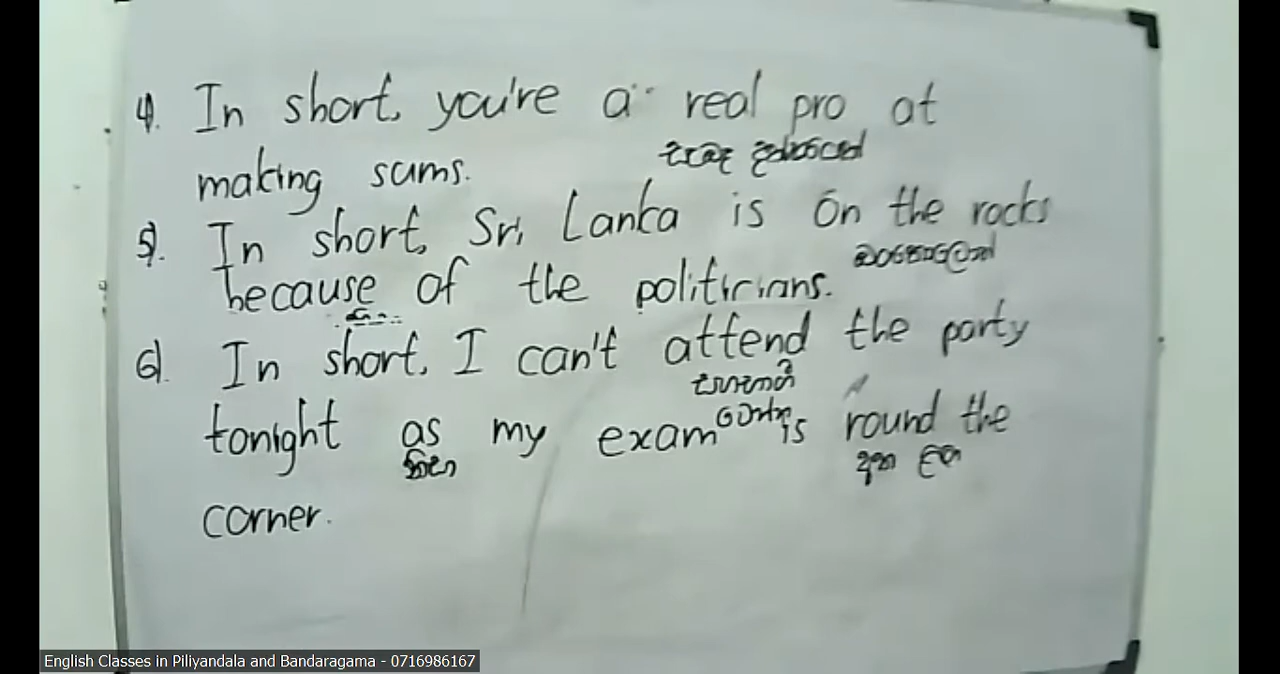 4). In short, you're a real pro at
making sums.
5). In short, Sri Lanka is on the rocks
because of the politicians.
6). In short, I can't attend the party
tonight as my exam is round the
නිසා ළඟ
corner.
English Classes in Piliyandala and Bandaragama - 0716986167